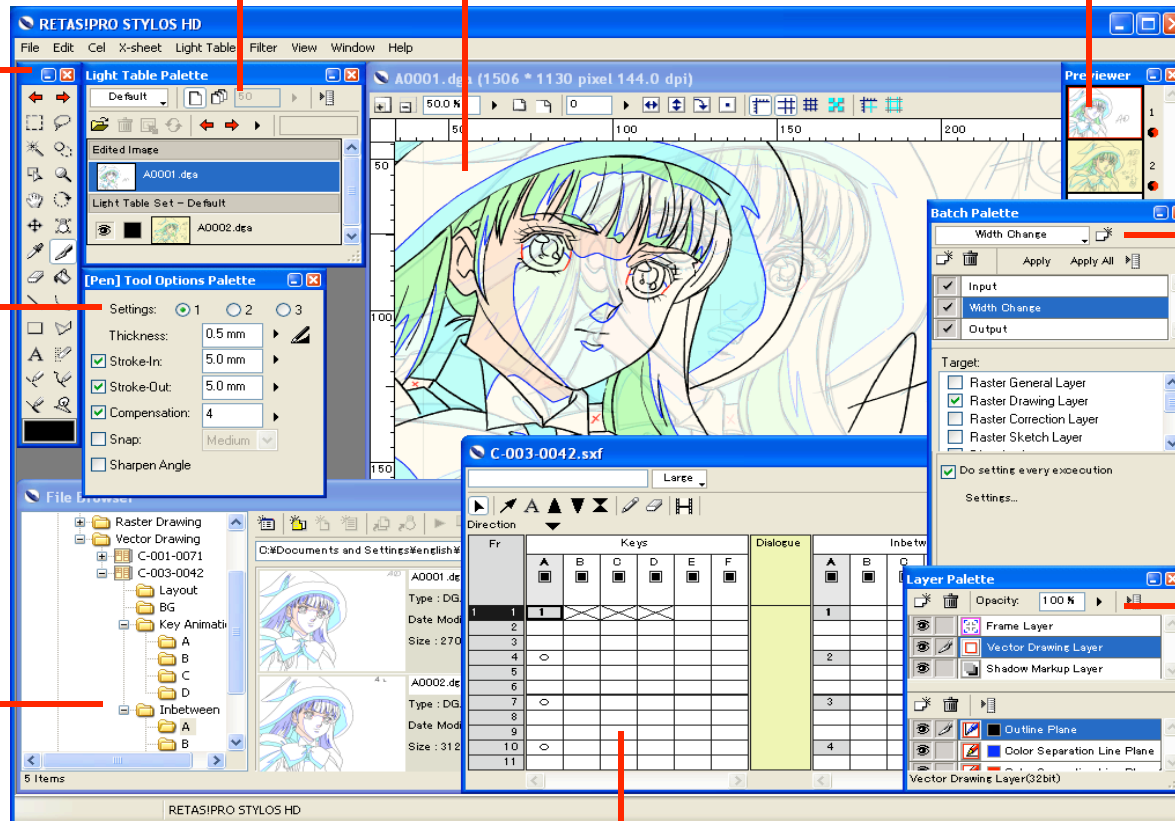 RETAS!PRO STYLOS HD
File Edit Cel X-sheet Light Table Filter View Window Help
Light Table Palette
Default
50
Edited Image
A0001.dga
Light Table Set - Default
A0002.dga
[Pen] Tool Options Palette
Settings: 1 2 3
Thickness: 0.5 mm
Stroke-In: 5.0 mm
Stroke-Out: 5.0 mm
Compensation: 4
Snap: Medium
Sharpen Angle
A0001.dga (1506 * 1130 pixel 144.0 dpi)
50.0 % 0
50 100 150 200
50
100
150
Previewer
1
2
Batch Palette
Width Change
Apply Apply All
Input
Width Change
Output
Target:
Raster General Layer
Raster Drawing Layer
Raster Correction Layer
Raster Sketch Layer
Do setting every excecution
Settings...
File Browser
Raster Drawing
Vector Drawing
C-001-0071
C-003-0042
Layout
BG
Key Animati
A
B
C
D
Inbetween
A
B
5 Items
C:¥Documents and Settings¥english¥
A0001.dg
Type : DG
Date Modi
Size : 270
A0002.dg
Type : DG
Date Modi
Size : 312
C-003-0042.sxf
Large
Direction
Fr Keys Dialogue Inbetw
A B C D E F A B C
1 1 1 1
2
3
4 2
5
6
7 3
8
9
10 4
11
Layer Palette
Opacity: 100 %
Frame Layer
Vector Drawing Layer
Shadow Markup Layer
Outline Plane
Color Separation Line Plane
Vector Drawing Layer(32bit)
RETAS!PRO STYLOS HD